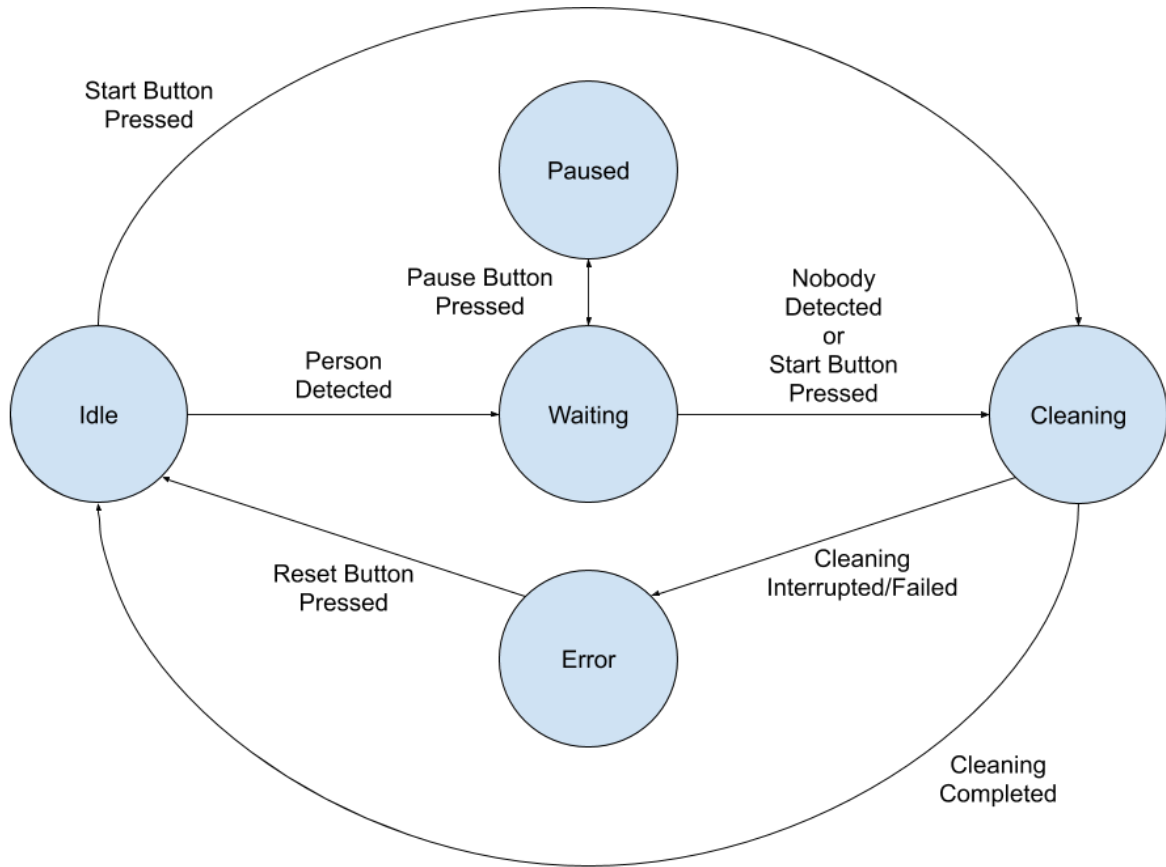 Start Button
Pressed
Paused
Pause Button
Pressed
Nobody
Detected
or
Start Button
Pressed
Person
Detected
Idle
Waiting
Cleaning
Reset Button
Pressed
Cleaning
Interrupted/Failed
Error
Cleaning
Completed